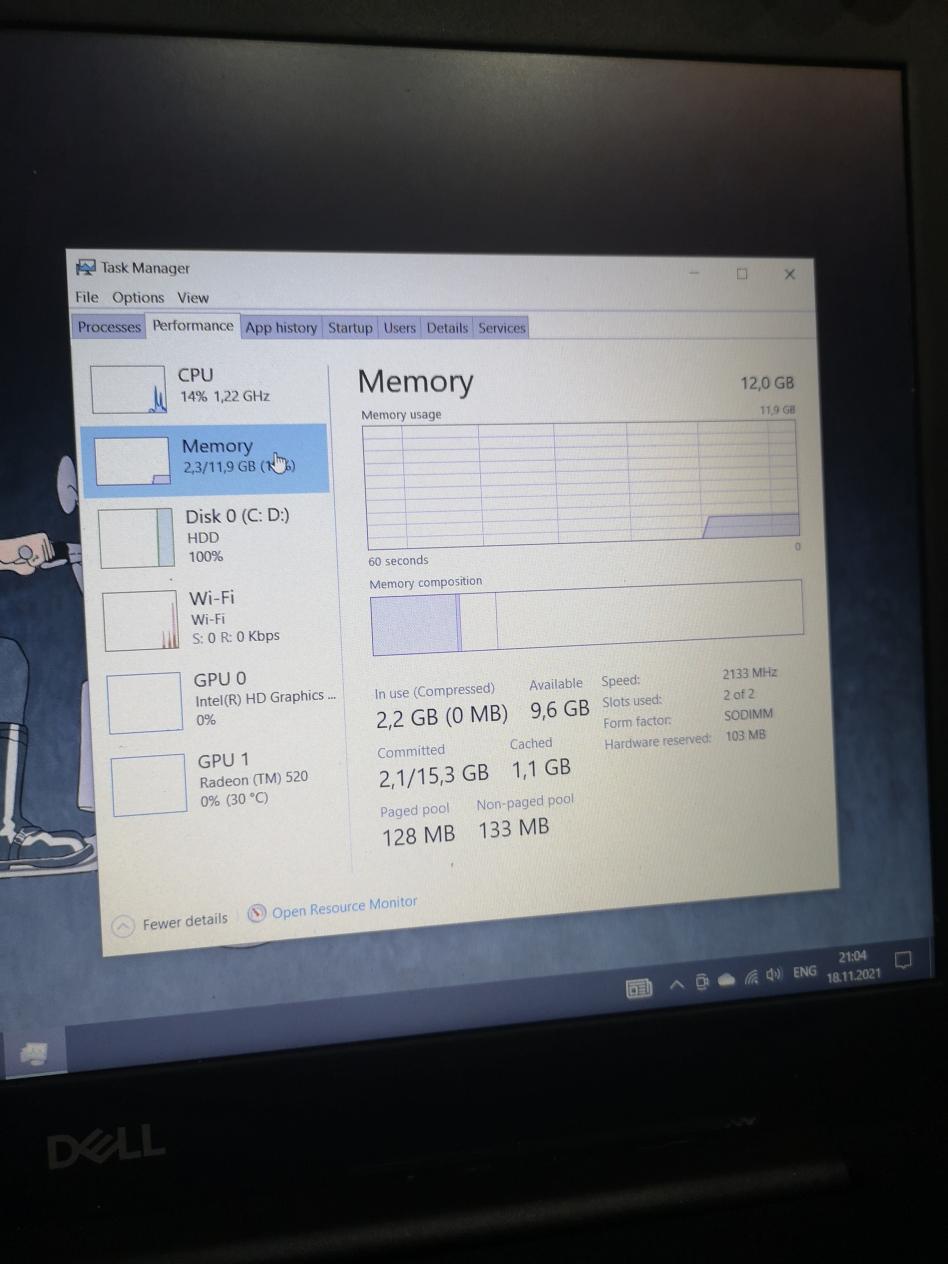 Task Manager
File Options View
Processes Performance App history Startup Users Details Services
CPU
14% 1,22 GHz
Memory
2,3/11,9 GB
Disk 0 (C: D:)
HDD
100%
Wi-Fi
Wi-Fi
S: 0 R: 0 Kbps
GPU 0
Intel(R) HD Graphics ...
0%
GPU 1
Radeon (TM) 520
0% (30 °C)
Memory 12,0 GB
Memory usage 11,9 GB
60 seconds 0
Memory composition
In use (Compressed) Available
2,2 GB (0 MB) 9,6 GB
Committed Cached
2,1/15,3 GB 1,1 GB
Paged pool Non-paged pool
128 MB 133 MB
Speed: 2133 MHz
Slots used: 2 of 2
Form factor: SODIMM
Hardware reserved: 103 MB
Fewer details Open Resource Monitor
ENG
21:04
18.11.2021
DELL